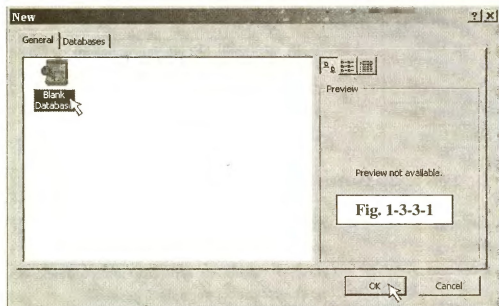 New
General Databases
Blank
Database
Preview
Preview not available.
Fig. 1-3-3-1
OK Cancel